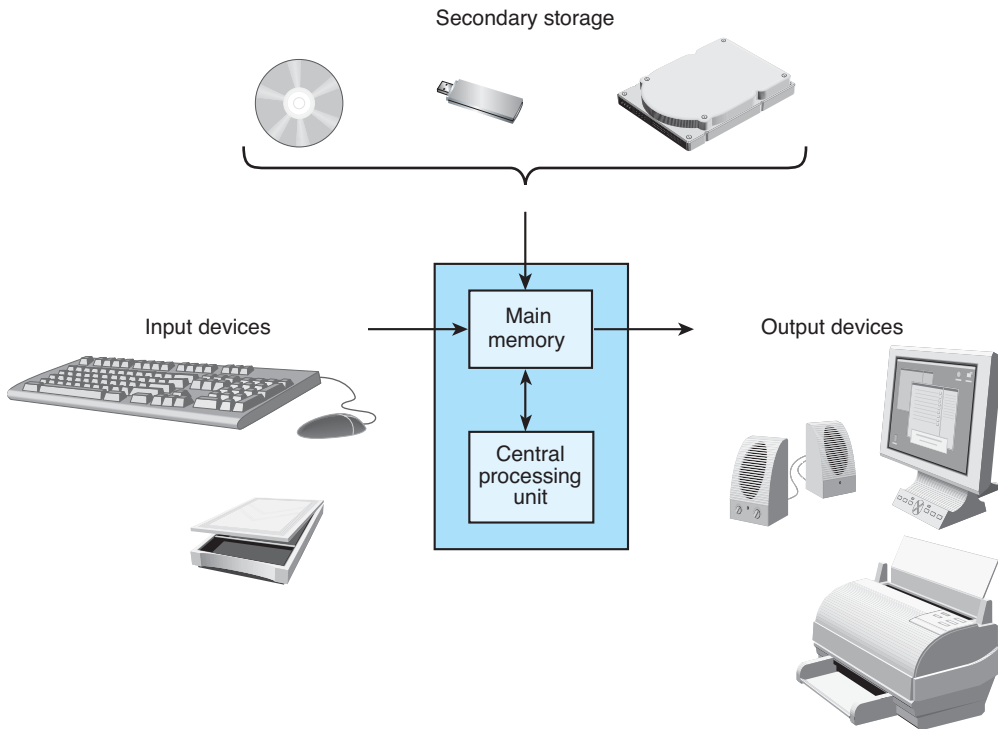 Secondary storage
Input devices
Main
memory
Output devices
Central
processing
unit